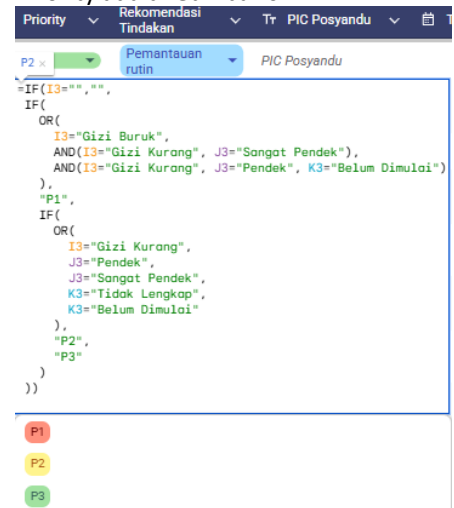 Priority
Rekomendasi
Tindakan
Tт PIC Posyandu
P2 ×
Pemantauan
rutin
PIC Posyandu
=IF(I3="","",
IF(
OR(
I3="Gizi Buruk",
AND(I3="Gizi Kurang", J3="Sangat Pendek"),
AND(I3="Gizi Kurang", J3="Pendek", K3="Belum Dimulai")
),
"P1",
IF(
OR(
I3="Gizi Kurang",
J3="Pendek",
J3="Sangat Pendek",
K3="Tidak Lengkap",
K3="Belum Dimulai"
),
"P2",
"P3"
)
))
P1
P2
P3